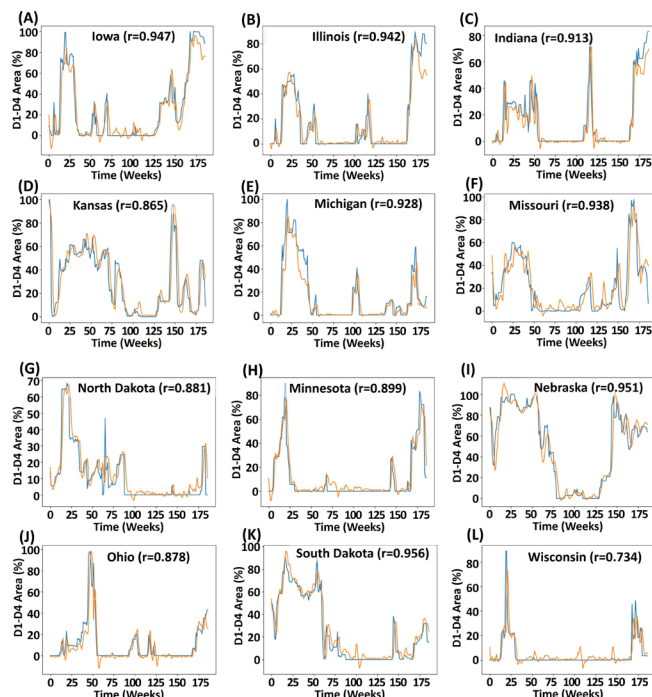 (A) Iowa (r=0.947)
D1-D4 Area (%)
100
80
60
40
20
0
0 25 50 75 100 125 150 175
Time (Weeks)
(B) Illinois (r=0.942)
D1-D4 Area (%)
80
60
40
20
0
0 25 50 75 100 125 150 175
Time (Weeks)
(C) Indiana (r=0.913)
D1-D4 Area (%)
80
60
40
20
0
0 25 50 75 100 125 150 175
Time (Weeks)
(D) Kansas (r=0.865)
D1-D4 Area (%)
100
80
60
40
20
0
0 25 50 75 100 125 150 175
Time (Weeks)
(E) Michigan (r=0.928)
D1-D4 Area (%)
100
80
60
40
20
0
0 25 50 75 100 125 150 175
Time (Weeks)
(F) Missouri (r=0.938)
D1-D4 Area (%)
100
80
60
40
20
0
0 25 50 75 100 125 150 175
Time (Weeks)
(G) North Dakota (r=0.881)
D1-D4 Area (%)
70
60
50
40
30
20
10
0
0 25 50 75 100 125 150 175
Time (Weeks)
(H) Minnesota (r=0.899)
D1-D4 Area (%)
80
60
40
20
0
0 25 50 75 100 125 150 175
Time (Weeks)
(I) Nebraska (r=0.951)
D1-D4 Area (%)
100
80
60
40
20
0
0 25 50 75 100 125 150 175
Time (Weeks)
(J) Ohio (r=0.878)
D1-D4 Area (%)
100
80
60
40
20
0
0 25 50 75 100 125 150 175
Time (Weeks)
(K) South Dakota (r=0.956)
D1-D4 Area (%)
100
80
60
40
20
0
0 25 50 75 100 125 150 175
Time (Weeks)
(L) Wisconsin (r=0.734)
D1-D4 Area (%)
80
60
40
20
0
0 25 50 75 100 125 150 175
Time (Weeks)